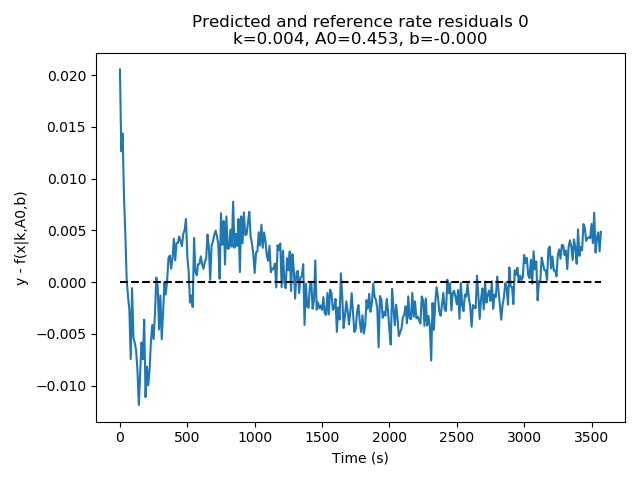 Predicted and reference rate residuals 0
k=0.004, A0=0.453, b=-0.000
y - f(x|k,A0,b)
0.020
0.015
0.010
0.005
0.000
−0.005
−0.010
0 500 1000 1500 2000 2500 3000 3500
Time (s)